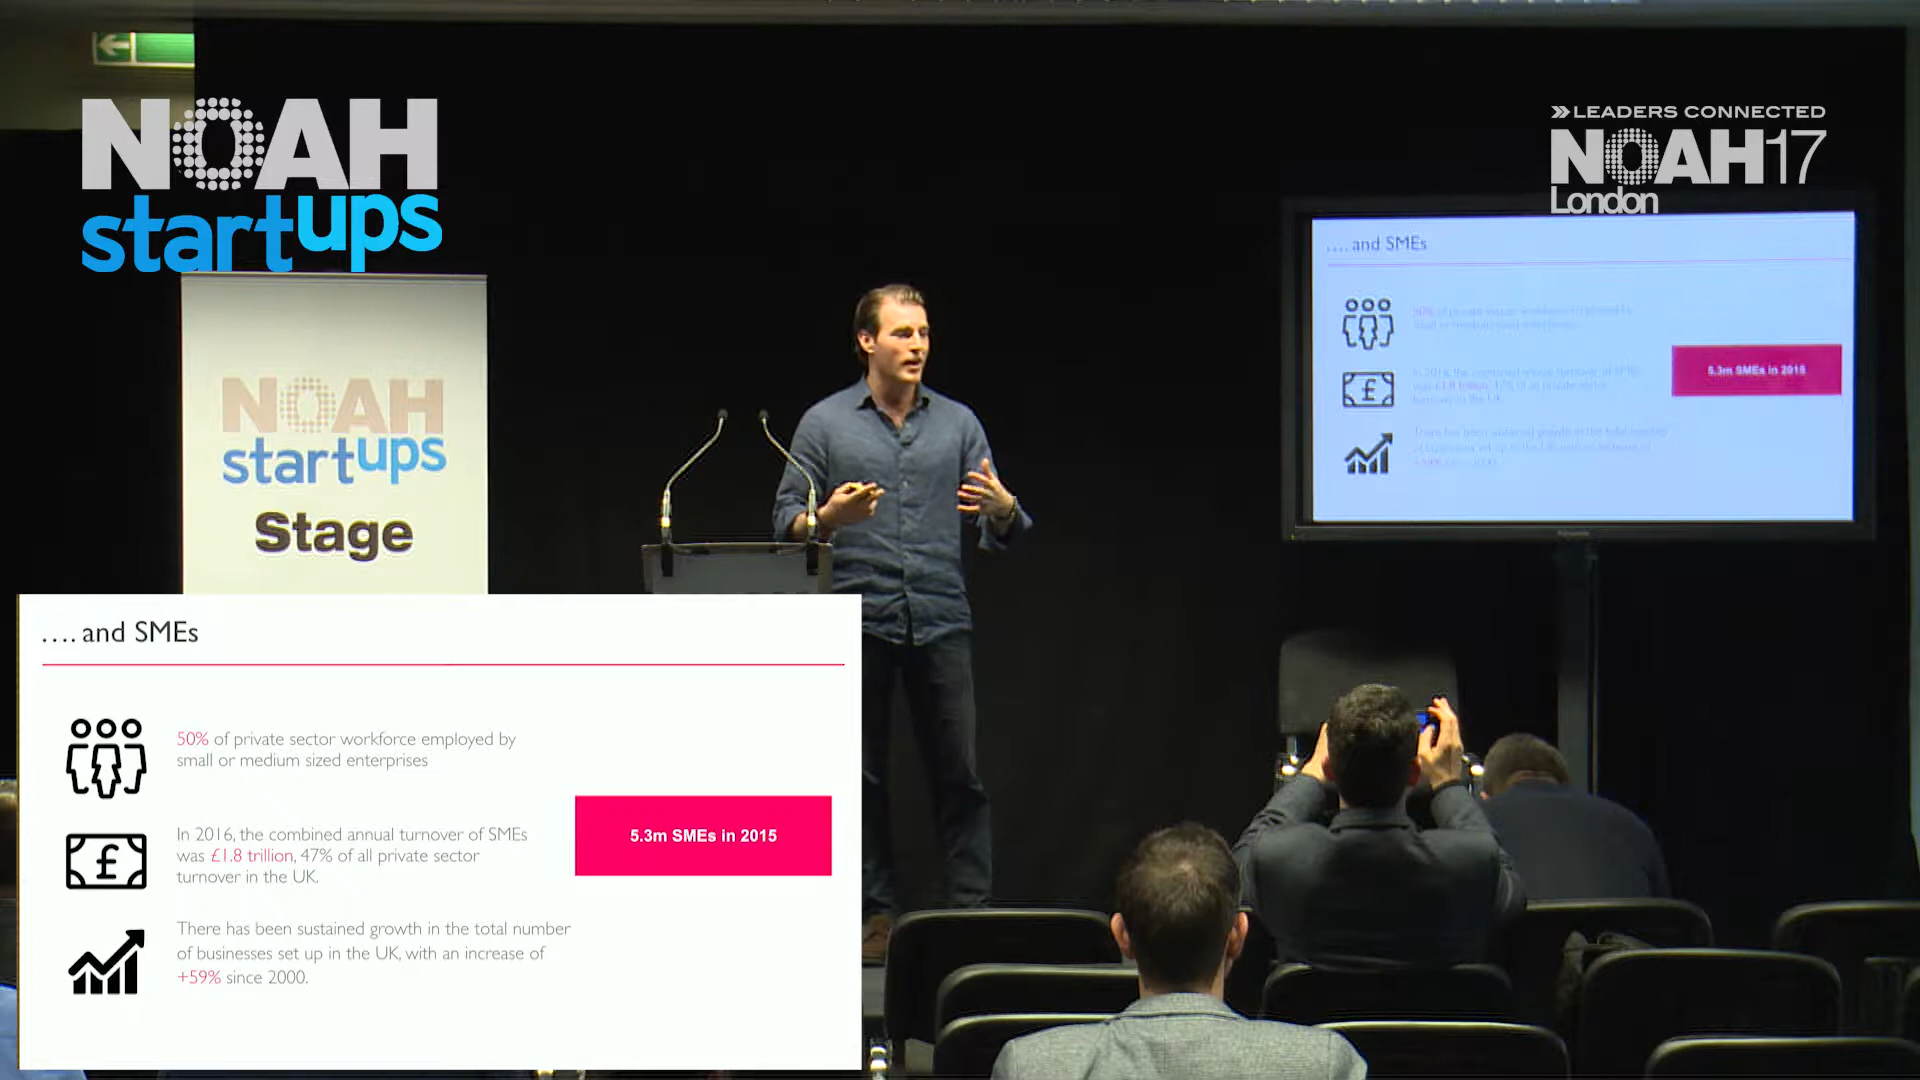 NOAH
startups
LEADERS CONNECTED
NOAH17
London
NOAH
startups
Stage
.... and SMEs
5.3m SMEs in 2015
.... and SMEs
50% of private sector workforce employed by
small or medium sized enterprises
In 2016, the combined annual turnover of SMEs
was £1.8 trillion, 47% of all private sector
turnover in the UK.
There has been sustained growth in the total number
of businesses set up in the UK, with an increase of
+59% since 2000.
5.3m SMEs in 2015